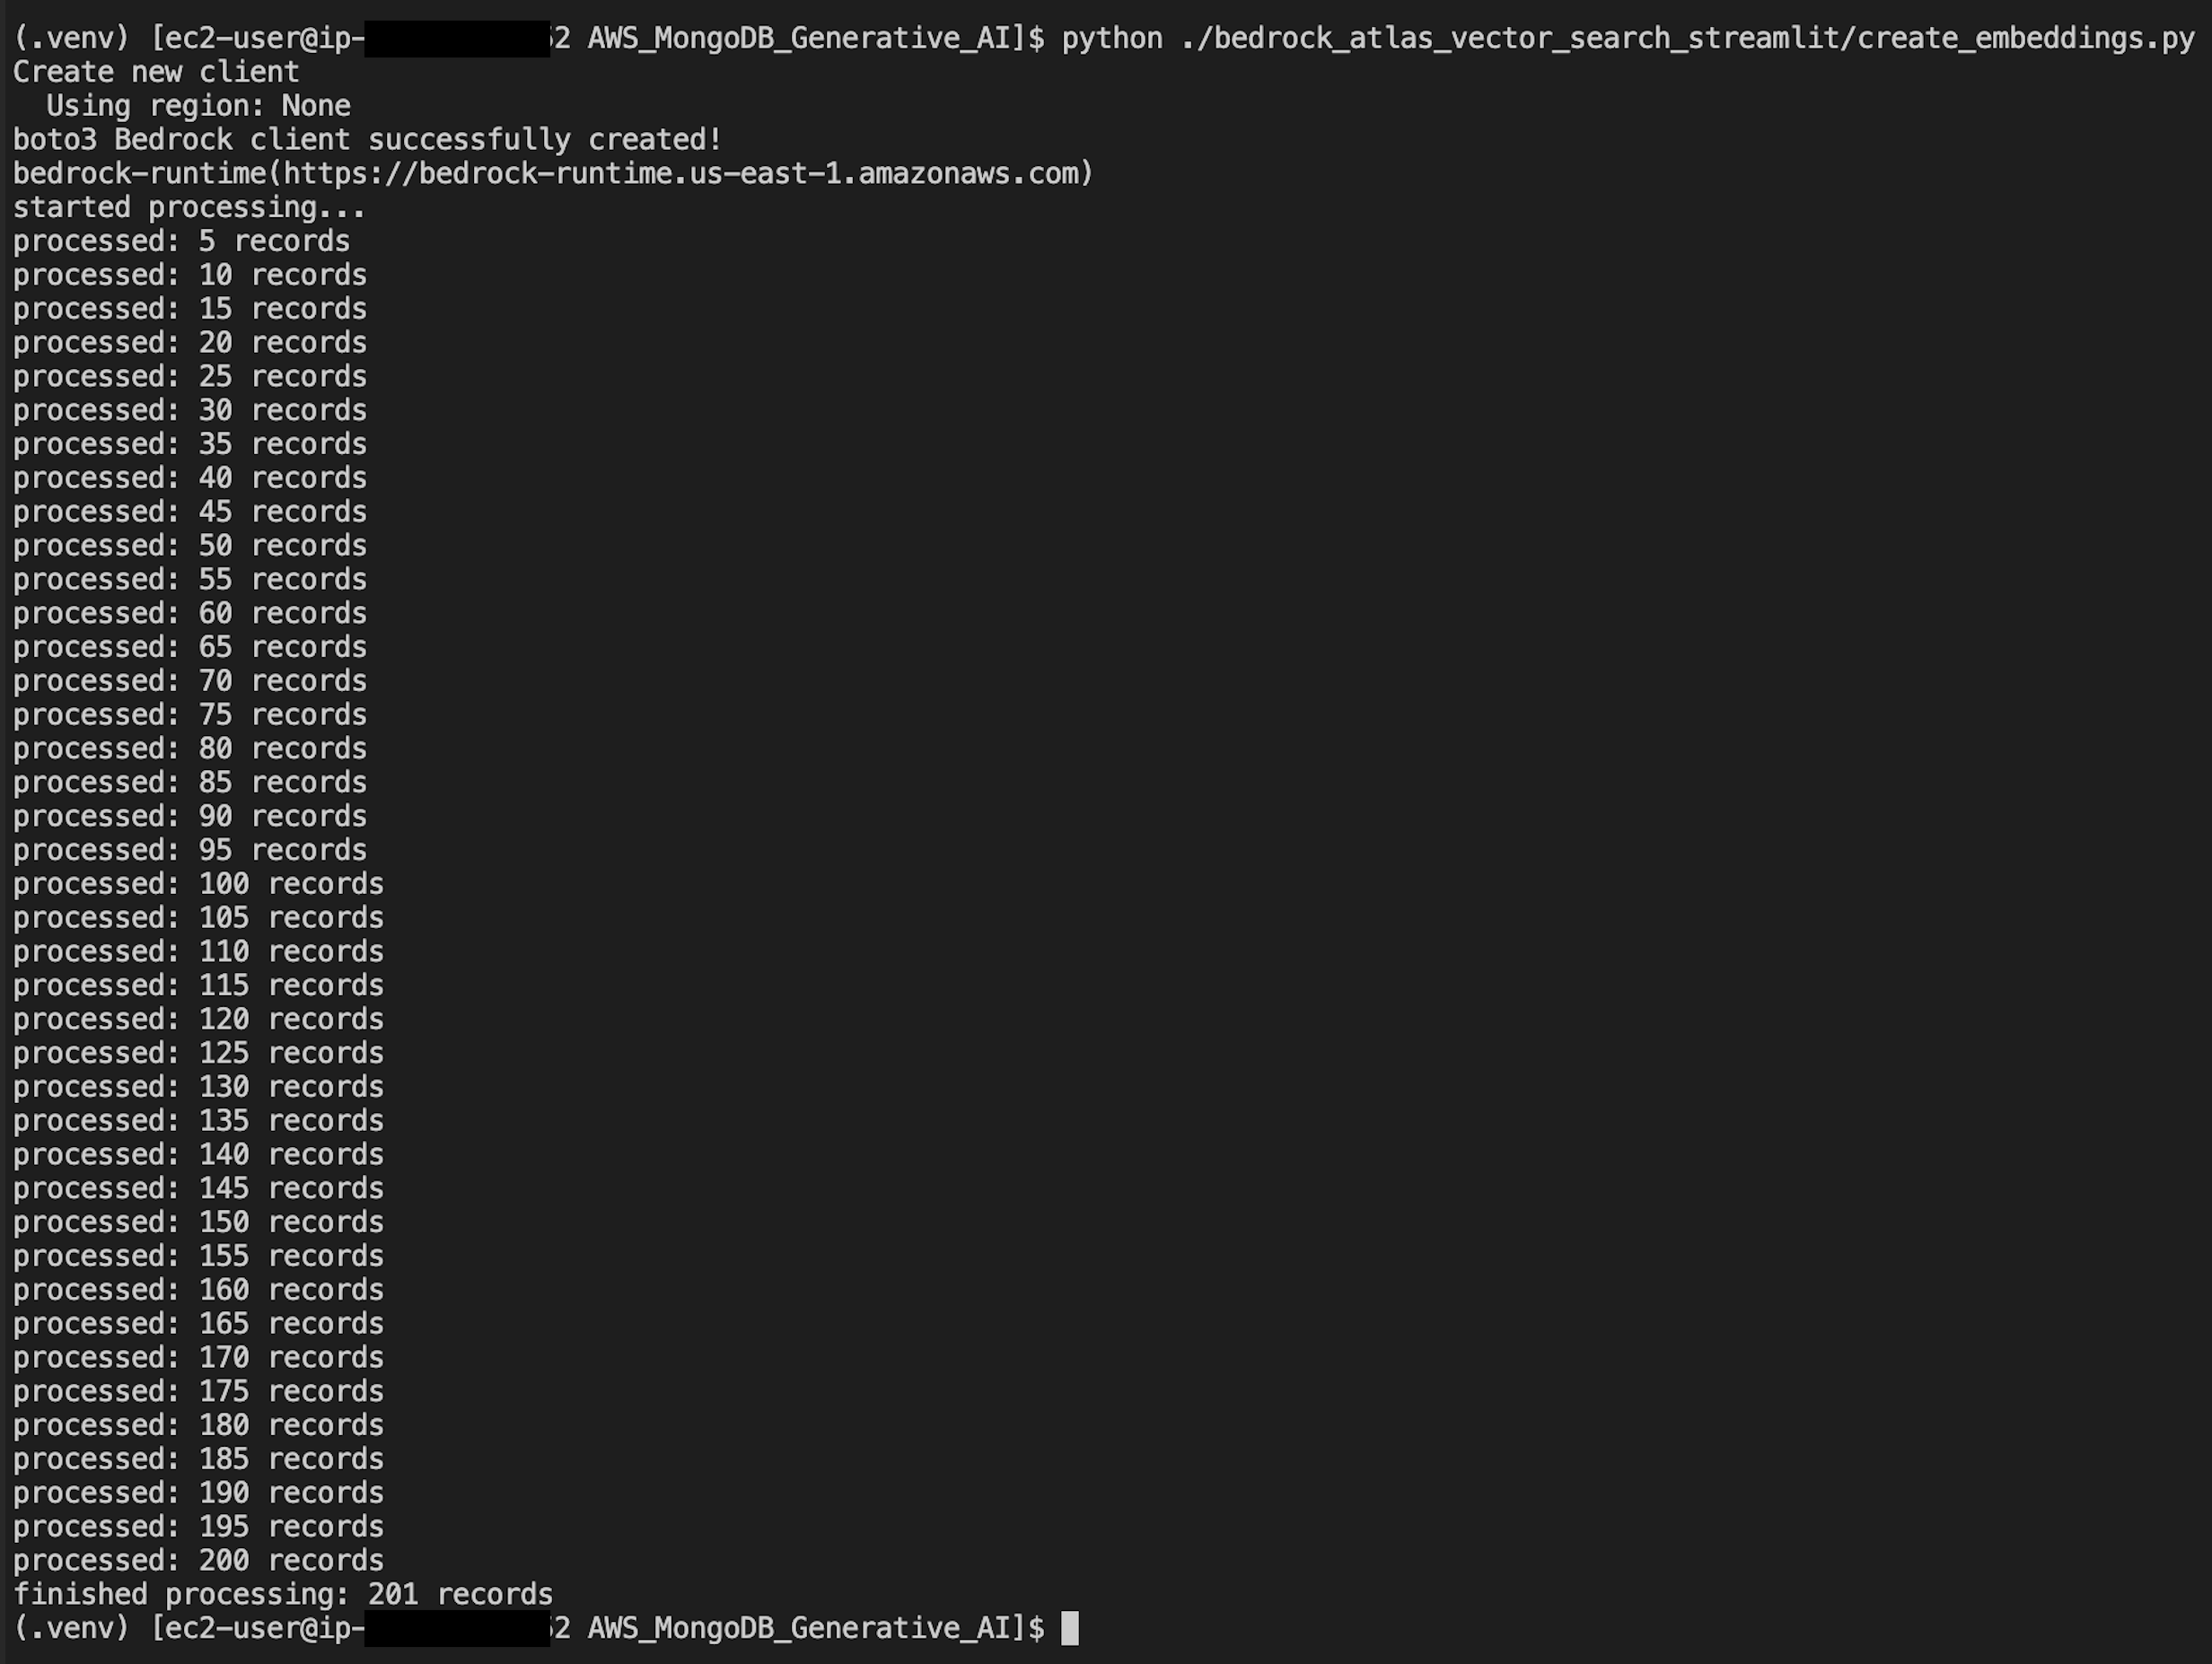 (.venv) [ec2-user@ip- 2 AWS_MongoDB_Generative_AI]$ python ./bedrock_atlas_vector_search_streamlit/create_embeddings.py
Create new client
  Using region: None
boto3 Bedrock client successfully created!
bedrock-runtime(https://bedrock-runtime.us-east-1.amazonaws.com)
started processing...
processed: 5 records
processed: 10 records
processed: 15 records
processed: 20 records
processed: 25 records
processed: 30 records
processed: 35 records
processed: 40 records
processed: 45 records
processed: 50 records
processed: 55 records
processed: 60 records
processed: 65 records
processed: 70 records
processed: 75 records
processed: 80 records
processed: 85 records
processed: 90 records
processed: 95 records
processed: 100 records
processed: 105 records
processed: 110 records
processed: 115 records
processed: 120 records
processed: 125 records
processed: 130 records
processed: 135 records
processed: 140 records
processed: 145 records
processed: 150 records
processed: 155 records
processed: 160 records
processed: 165 records
processed: 170 records
processed: 175 records
processed: 180 records
processed: 185 records
processed: 190 records
processed: 195 records
processed: 200 records
finished processing: 201 records
(.venv) [ec2-user@ip- 2 AWS_MongoDB_Generative_AI]$